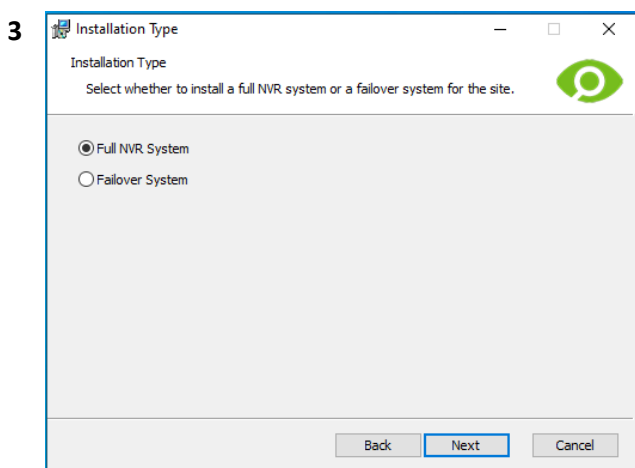 3
Installation Type
Installation Type
Select whether to install a full NVR system or a failover system for the site.
Full NVR System
Failover System
Back Next Cancel